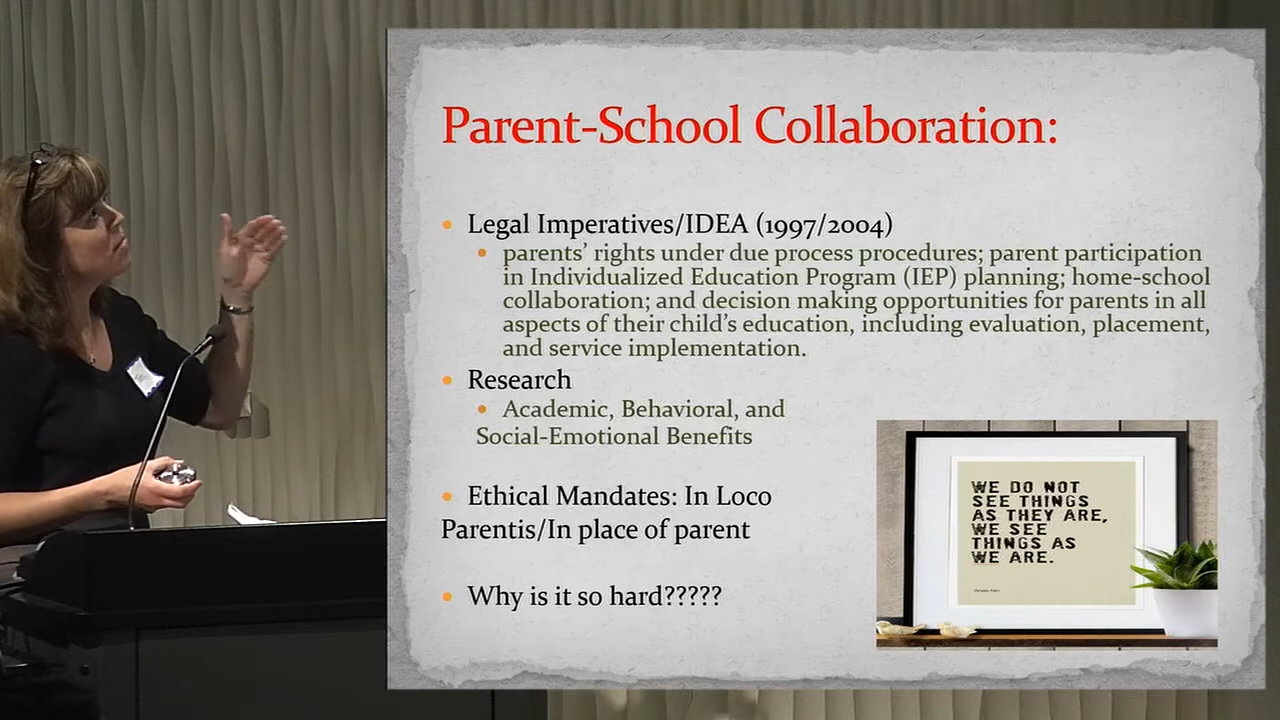 Parent-School Collaboration:
Legal Imperatives/IDEA (1997/2004)
parents’ rights under due process procedures; parent participation
in Individualized Education Program (IEP) planning; home-school
collaboration; and decision making opportunities for parents in all
aspects of their child’s education, including evaluation, placement,
and service implementation.
Research
Academic, Behavioral, and
Social-Emotional Benefits
Ethical Mandates: In Loco
Parentis/In place of parent
Why is it so hard?????
WE DO NOT
SEE THINGS
AS THEY ARE,
WE SEE
THINGS AS
WE ARE.